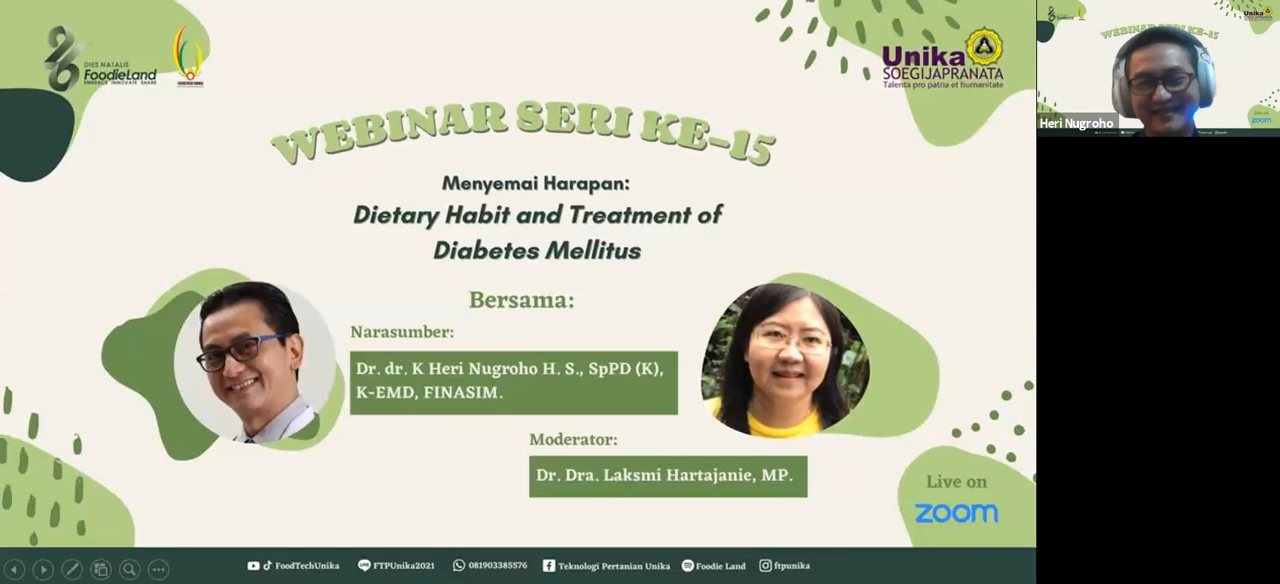 26
DIES NATALIS
FoodieLand
EMBRACE INNOVATE SHARE
Unika
SOEGIJAPRANATA
Talenta pro patria et humanitate
WEBINAR SERI KE-15
Menyemai Harapan:
Dietary Habit and Treatment of
Diabetes Mellitus
Bersama:
Narasumber:
Dr. dr. K Heri Nugroho H. S., SpPD (K),
K-EMD, FINASIM.
Moderator:
Dr. Dra. Laksmi Hartajanie, MP.
Live on
zoom
FoodTechUnika FTPUnika2021 081903385576 Teknologi Pertanian Unika Foodie Land ftpunika
WEBINAR SERI KE-15
zoom
Heri Nugroho